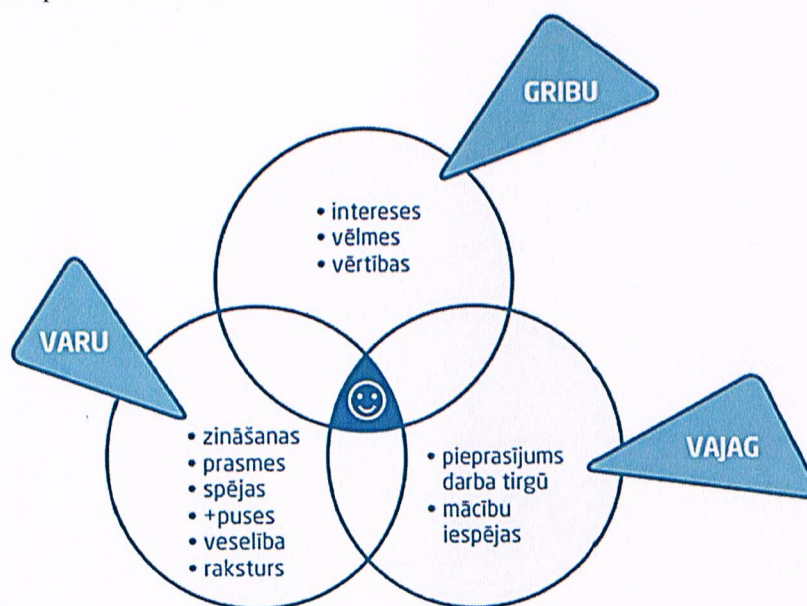 GRIBU
• intereses
• vēlmes
• vērtības
VARU
• zināšanas
• prasmes
• spējas
• +puses
• veselība
• raksturs
VAJAG
• pieprasījums
darba tirgū
• mācību
iespējas